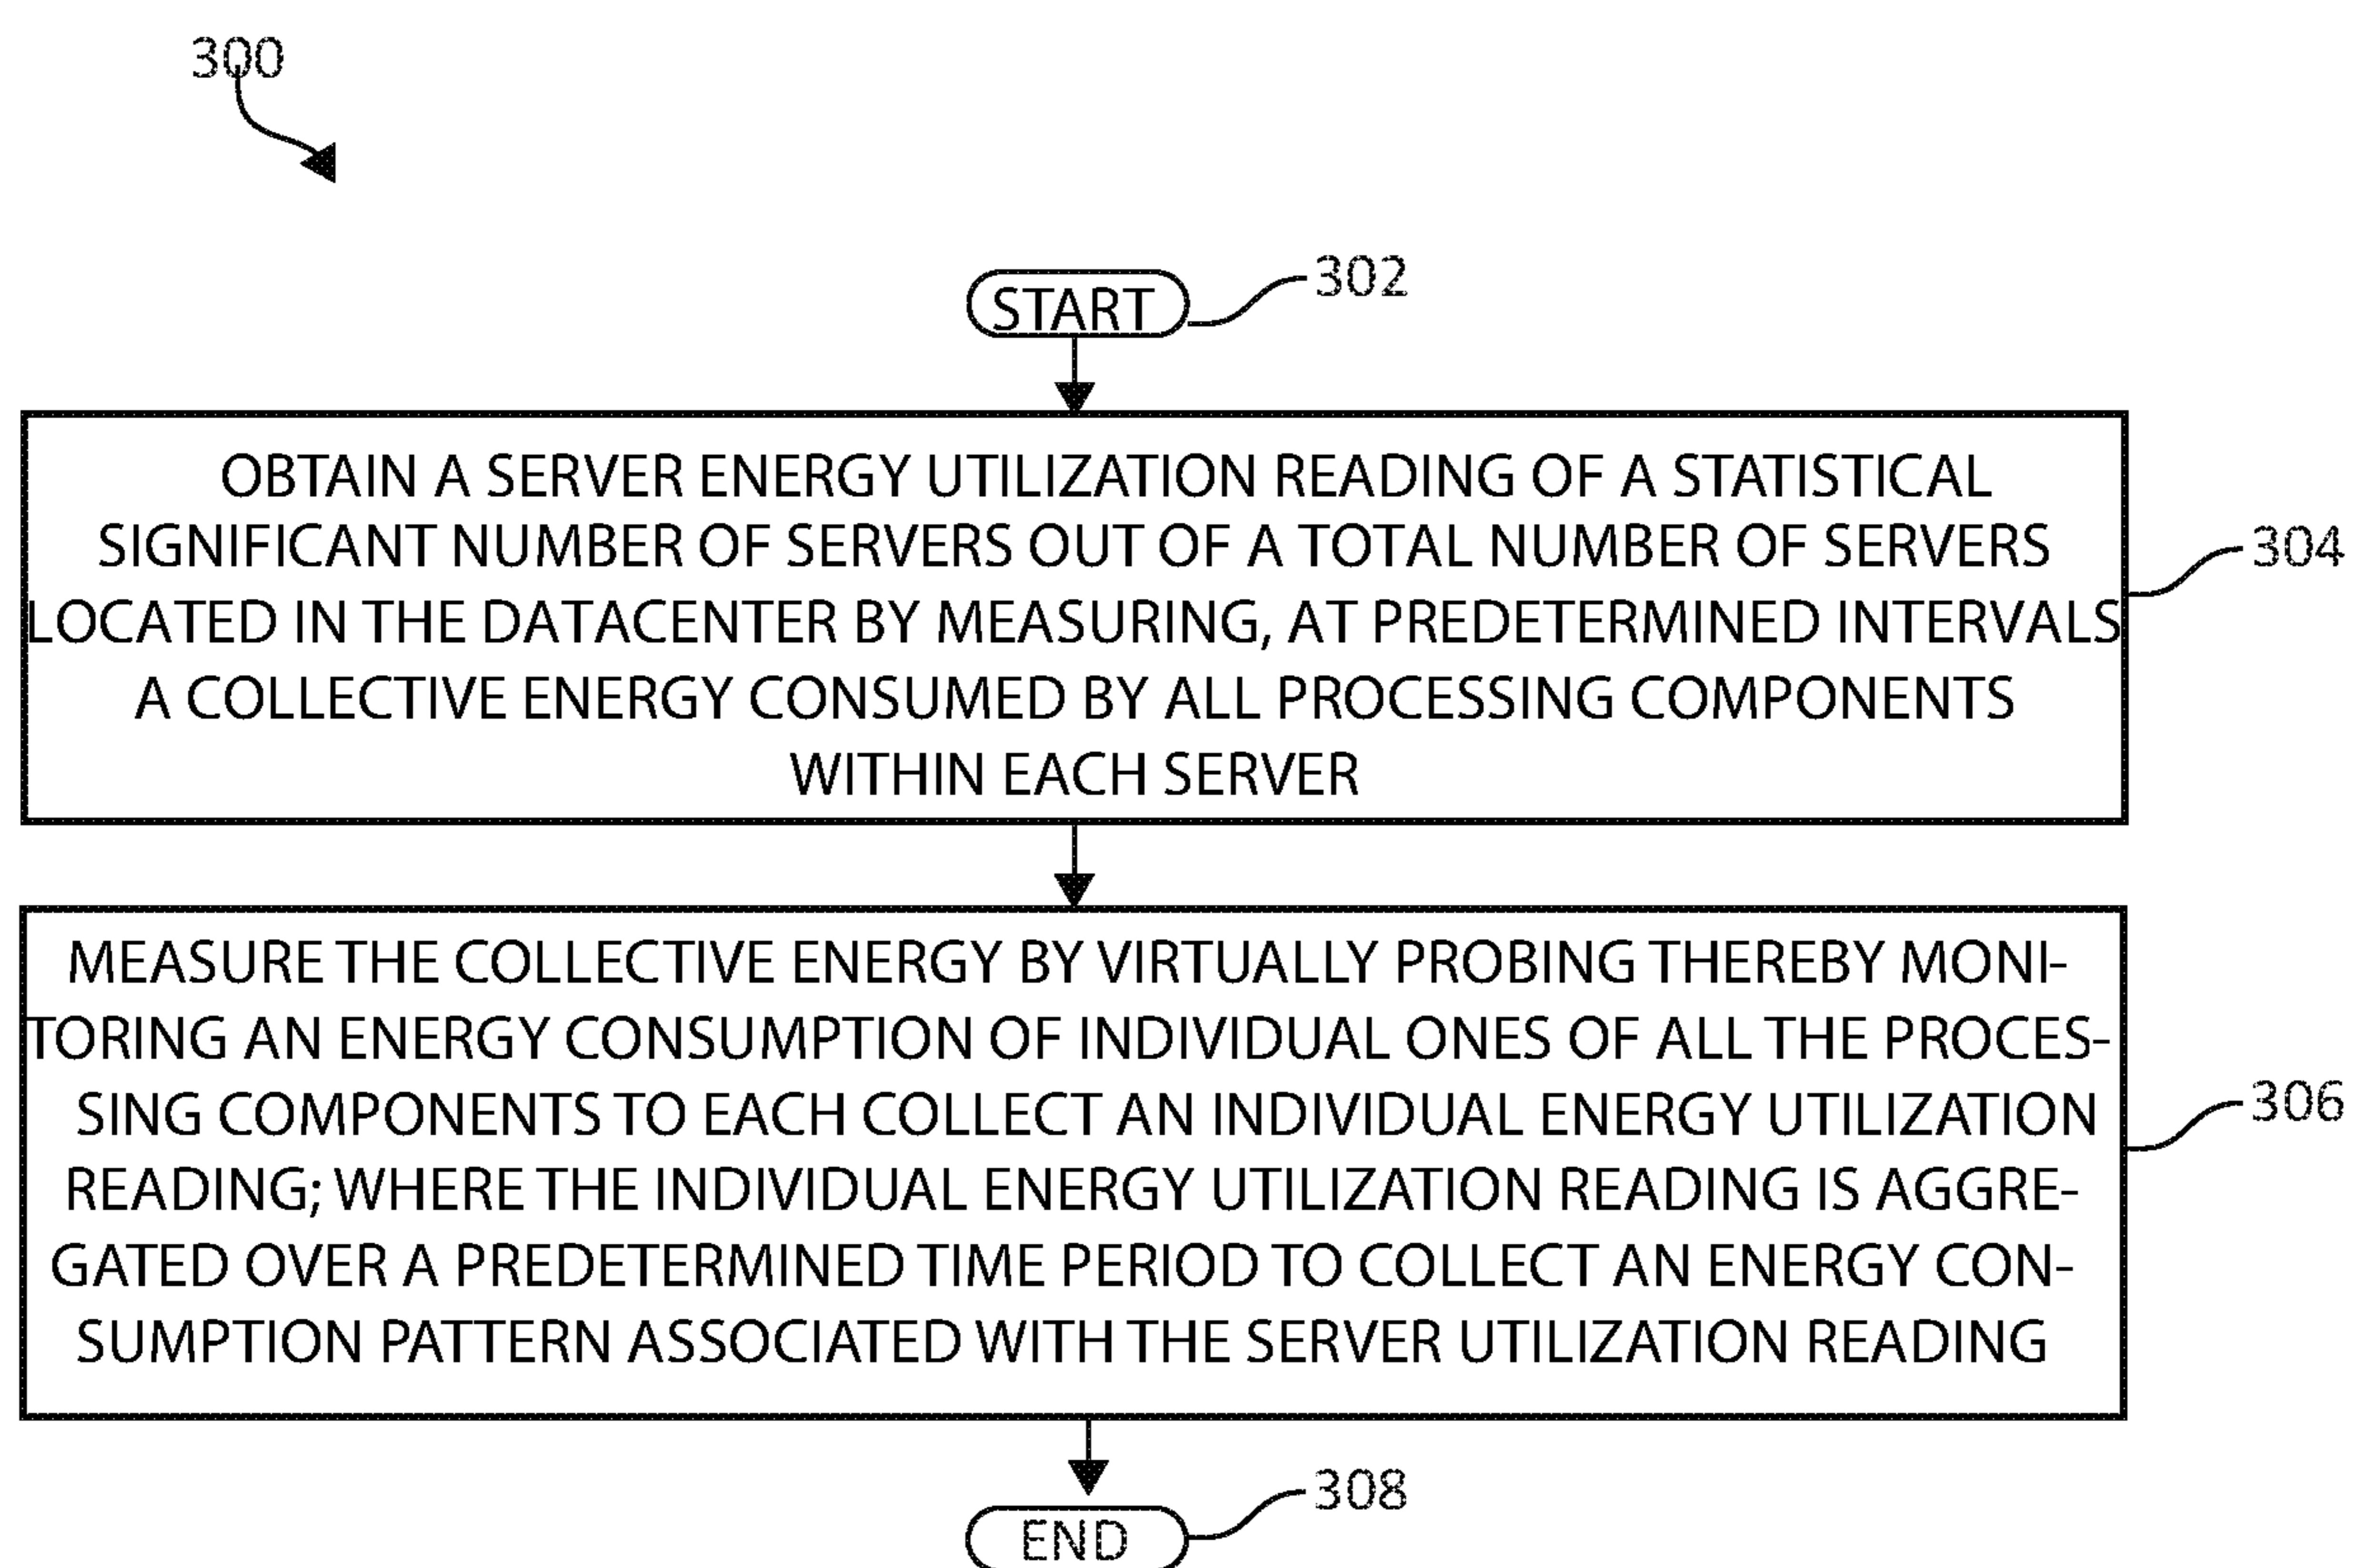 300
START
302
OBTAIN A SERVER ENERGY UTILIZATION READING OF A STATISTICAL
SIGNIFICANT NUMBER OF SERVERS OUT OF A TOTAL NUMBER OF SERVERS
LOCATED IN THE DATACENTER BY MEASURING, AT PREDETERMINED INTERVALS
A COLLECTIVE ENERGY CONSUMED BY ALL PROCESSING COMPONENTS
WITHIN EACH SERVER
304
MEASURE THE COLLECTIVE ENERGY BY VIRTUALLY PROBING THEREBY MONI-
TORING AN ENERGY CONSUMPTION OF INDIVIDUAL ONES OF ALL THE PROCES-
SING COMPONENTS TO EACH COLLECT AN INDIVIDUAL ENERGY UTILIZATION
READING; WHERE THE INDIVIDUAL ENERGY UTILIZATION READING IS AGGRE-
GATED OVER A PREDETERMINED TIME PERIOD TO COLLECT AN ENERGY CON-
SUMPTION PATTERN ASSOCIATED WITH THE SERVER UTILIZATION READING
306
END
308